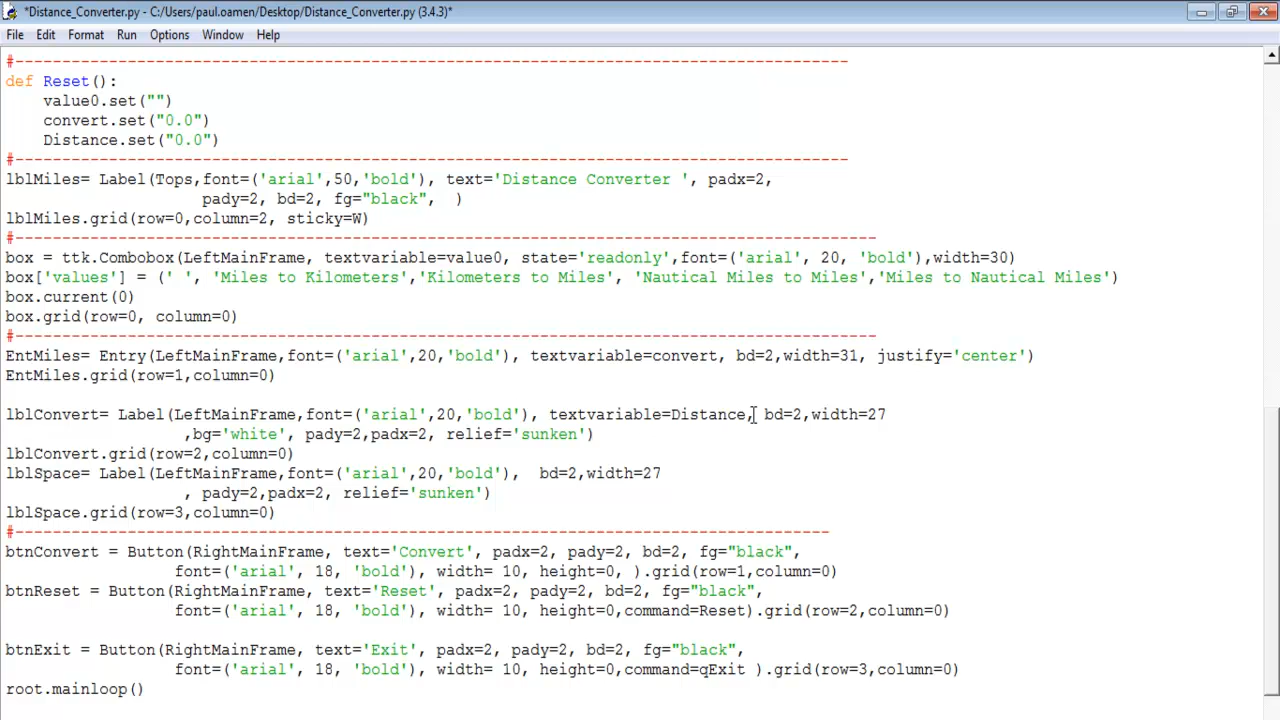 *Distance_Converter.py - C:/Users/paul.oamen/Desktop/Distance_Converter.py (3.4.3)*
File Edit Format Run Options Window Help
#-----------------------------------------------------------------------------------------
def Reset():
    value0.set("")
    convert.set("0.0")
    Distance.set("0.0")
#-----------------------------------------------------------------------------------------
lblMiles= Label(Tops,font=('arial',50,'bold'), text='Distance Converter ', padx=2,
                     pady=2, bd=2, fg="black",  )
lblMiles.grid(row=0,column=2, sticky=W)
#--------------------------------------------------------------------------------------------
box = ttk.Combobox(LeftMainFrame, textvariable=value0, state='readonly',font=('arial', 20, 'bold'),width=30)
box['values'] = (' ', 'Miles to Kilometers','Kilometers to Miles', 'Nautical Miles to Miles','Miles to Nautical Miles')
box.current(0)
box.grid(row=0, column=0)
#--------------------------------------------------------------------------------------------
EntMiles= Entry(LeftMainFrame,font=('arial',20,'bold'), textvariable=convert, bd=2,width=31, justify='center')
EntMiles.grid(row=1,column=0)
lblConvert= Label(LeftMainFrame,font=('arial',20,'bold'), textvariable=Distance, bd=2,width=27
                   ,bg='white', pady=2,padx=2, relief='sunken')
lblConvert.grid(row=2,column=0)
lblSpace= Label(LeftMainFrame,font=('arial',20,'bold'),  bd=2,width=27
                   , pady=2,padx=2, relief='sunken')
lblSpace.grid(row=3,column=0)
#---------------------------------------------------------------------------------------
btnConvert = Button(RightMainFrame, text='Convert', padx=2, pady=2, bd=2, fg="black",
                  font=('arial', 18, 'bold'), width= 10, height=0, ).grid(row=1,column=0)
btnReset = Button(RightMainFrame, text='Reset', padx=2, pady=2, bd=2, fg="black",
                  font=('arial', 18, 'bold'), width= 10, height=0,command=Reset).grid(row=2,column=0)
btnExit = Button(RightMainFrame, text='Exit', padx=2, pady=2, bd=2, fg="black",
                  font=('arial', 18, 'bold'), width= 10, height=0,command=qExit ).grid(row=3,column=0)
root.mainloop()